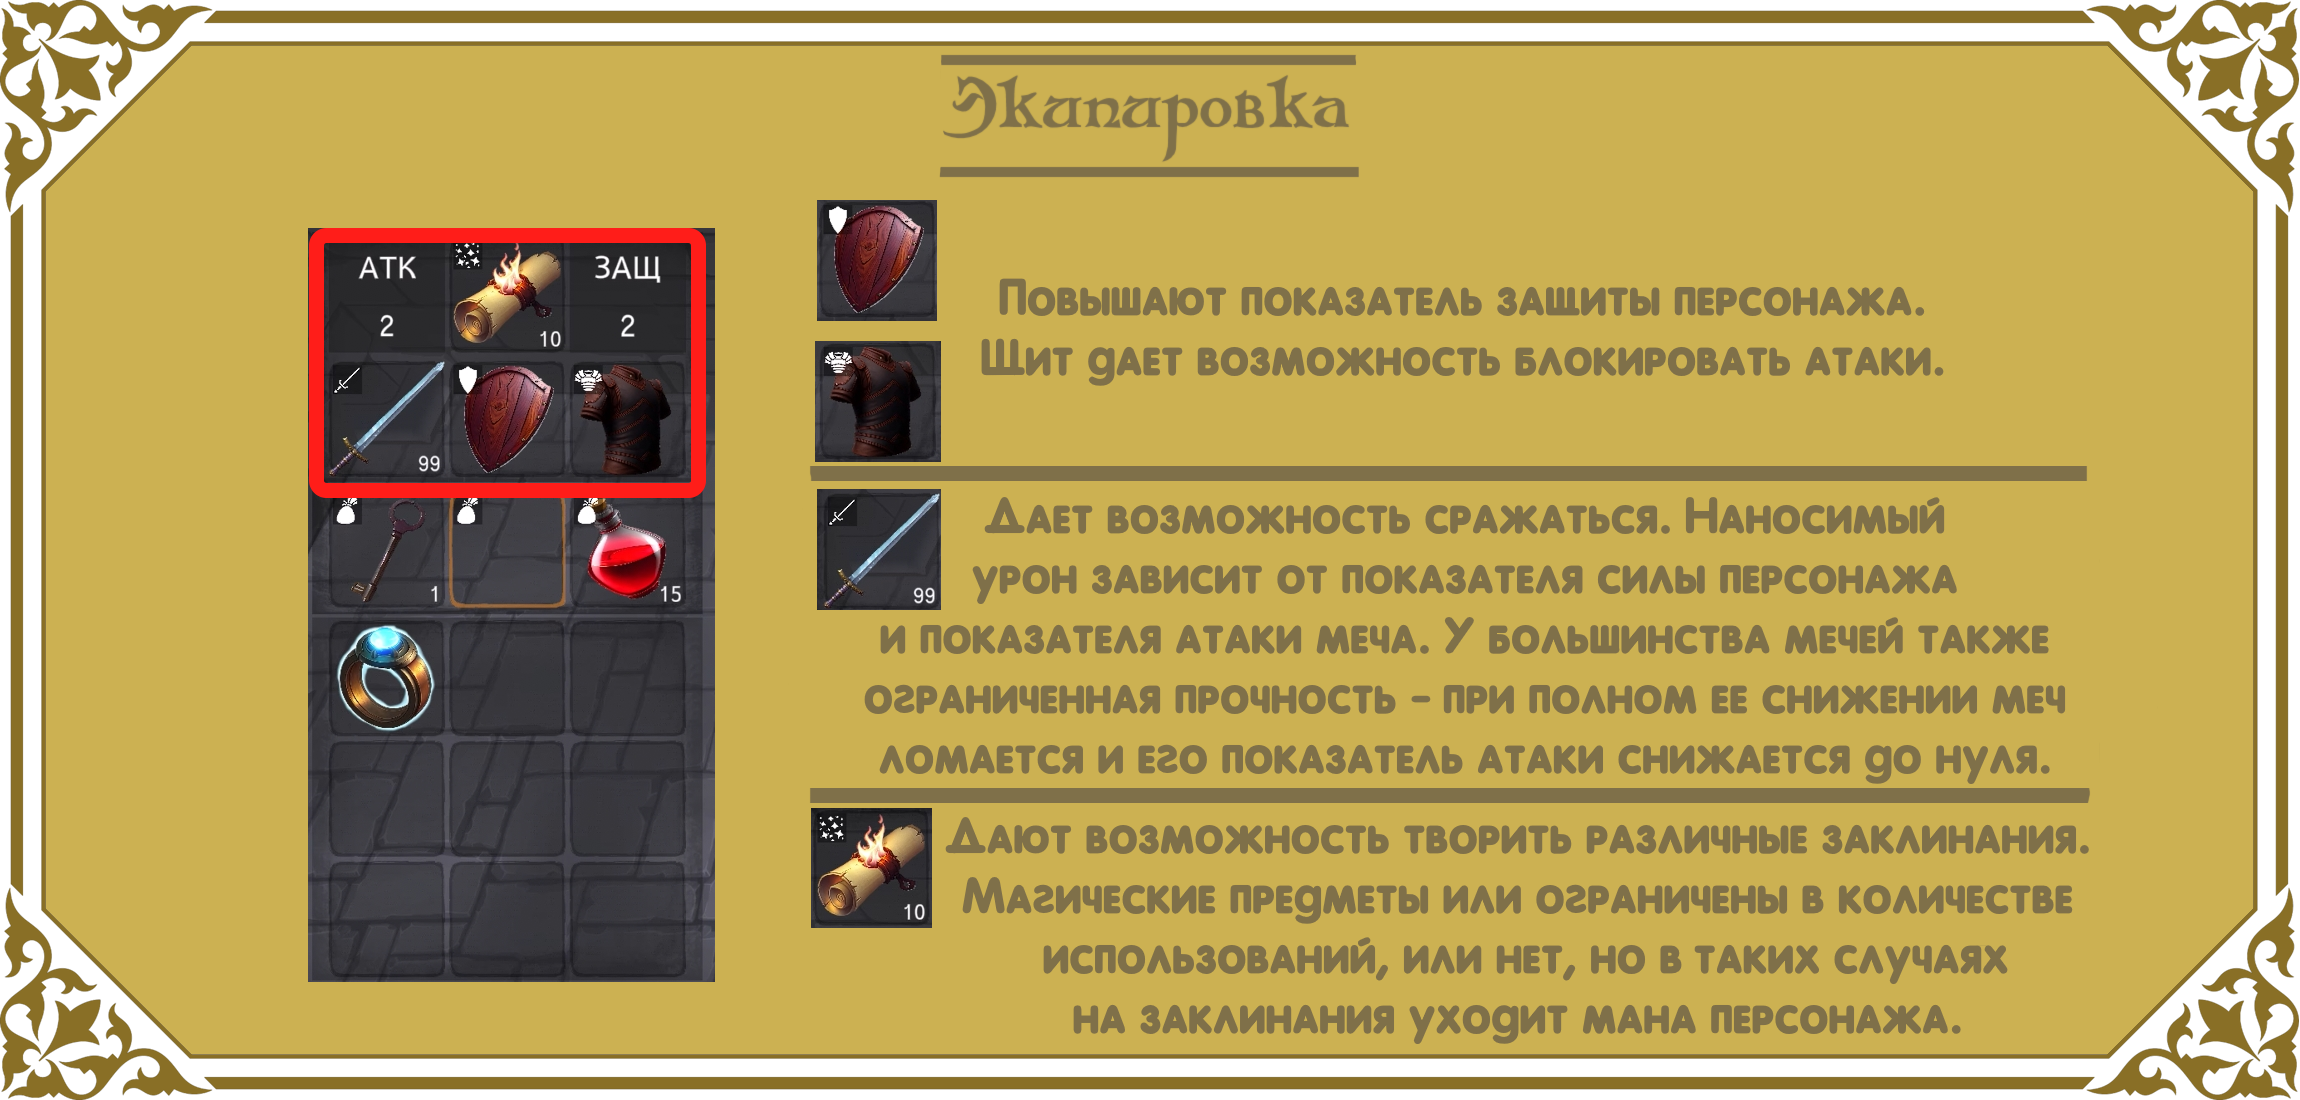 Экипировка
АТК
ЗАЩ
2
10
2
99
1
15
Повышают показатель защиты персонажа.
Щит дает возможность блокировать атаки.
Дает возможность сражаться. Наносимый
99
урон зависит от показателя силы персонажа
и показателя атаки меча. У большинства мечей также
ограниченная прочность - при полном ее снижении меч
ломается и его показатель атаки снижается до нуля.
Дают возможность творить различные заклинания.
10
Магические предметы или ограничены в количестве
использований, или нет, но в таких случаях
на заклинания уходит мана персонажа.